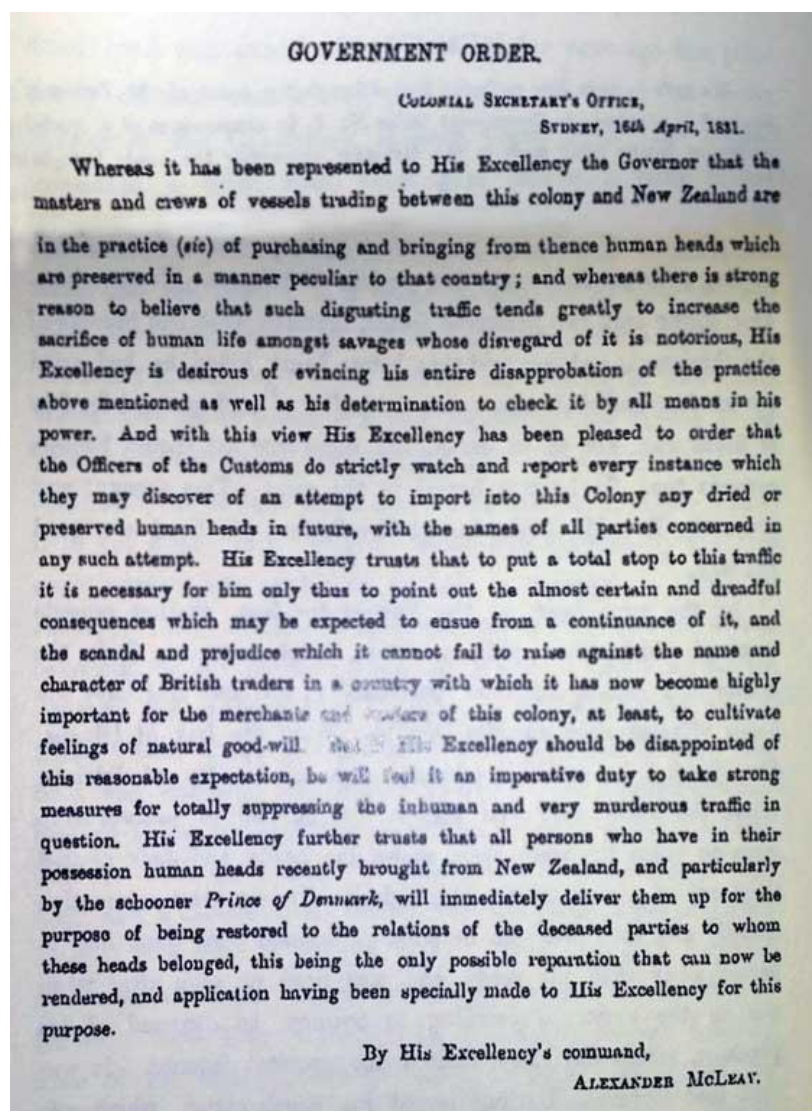 GOVERNMENT ORDER.
COLONIAL SECRETARY'S OFFICE,
SYDNEY, 16th April, 1831.
Whereas it has been represented to His Excellency the Governor that the
masters and crews of vessels trading between this colony and New Zealand are
in the practice (sic) of purchasing and bringing from thence human heads which
are preserved in a manner peculiar to that country; and whereas there is strong
reason to believe that such disgusting traffic tends greatly to increase the
sacrifice of human life amongst savages whose disregard of it is notorious, His
Excellency is desirous of evincing his entire disapprobation of the practice
above mentioned as well as his determination to check it by all means in his
power. And with this view His Excellency has been pleased to order that
the Officers of the Customs do strictly watch and report every instance which
they may discover of an attempt to import into this Colony any dried or
preserved human heads in future, with the names of all parties concerned in
any such attempt. His Excellency trusts that to put a total stop to this traffic
it is necessary for him only thus to point out the almost certain and dreadful
consequences which may be expected to ensue from a continuance of it, and
the scandal and prejudice which it cannot fail to raise against the name and
character of British traders in a country with which it has now become highly
important for the merchants and of this colony, at least, to cultivate
feelings of natural good-will. His Excellency should be disappointed of
this reasonable expectation, he will feel it an imperative duty to take strong
measures for totally suppressing the inhuman and very murderous traffic in
question. His Excellency further trusts that all persons who have in their
possession human heads recently brought from New Zealand, and particularly
by the schooner Prince of Denmark, will immediately deliver them up for the
purpose of being restored to the relations of the deceased parties to whom
these heads belonged, this being the only possible reparation that can now be
rendered, and application having been specially made to His Excellency for this
purpose.
By His Excellency's command,
ALEXANDER MCLEAY.